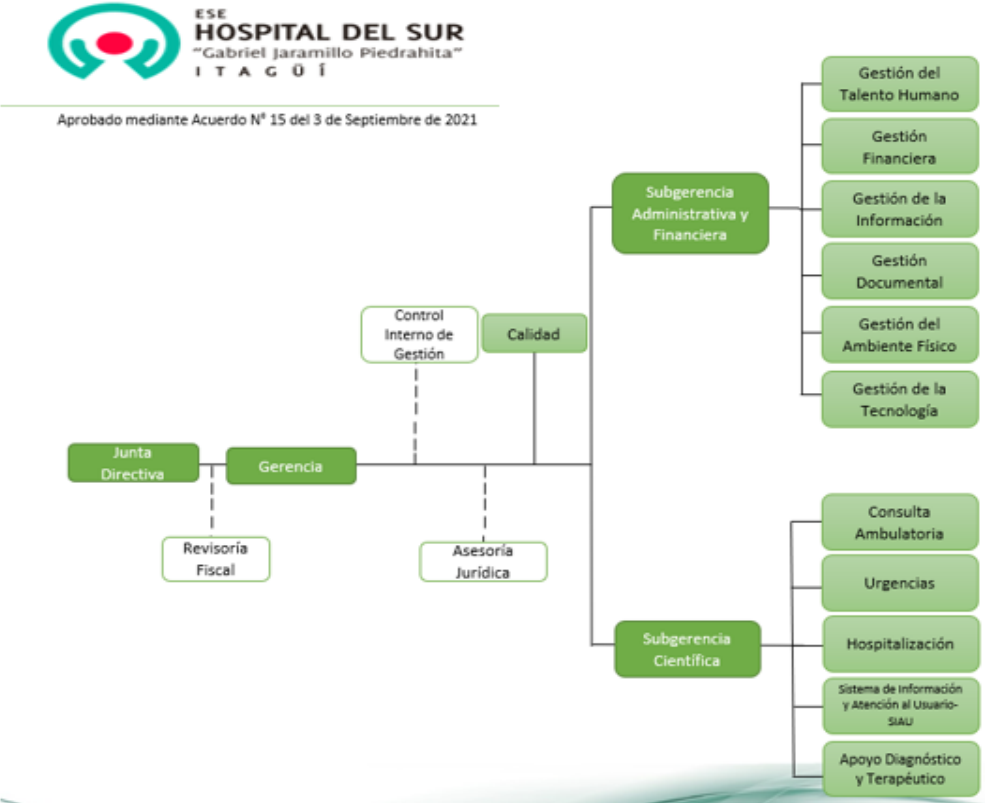 ESE
HOSPITAL DEL SUR
"Gabriel Jaramillo Piedrahita"
ITAGÜÍ
Aprobado mediante Acuerdo N° 15 del 3 de Septiembre de 2021
Junta
Directiva
Revisoría
Fiscal
Gerencia
Control
Interno de
Gestión
Calidad
Asesoría
Jurídica
Subgerencia
Administrativa y
Financiera
Gestión del
Talento Humano
Gestión
Financiera
Gestión de la
Información
Gestión
Documental
Gestión del
Ambiente Físico
Gestión de la
Tecnología
Subgerencia
Científica
Consulta
Ambulatoria
Urgencias
Hospitalización
Sistema de Información
y Atención al Usuario-
SIAU
Apoyo Diagnóstico
y Terapéutico